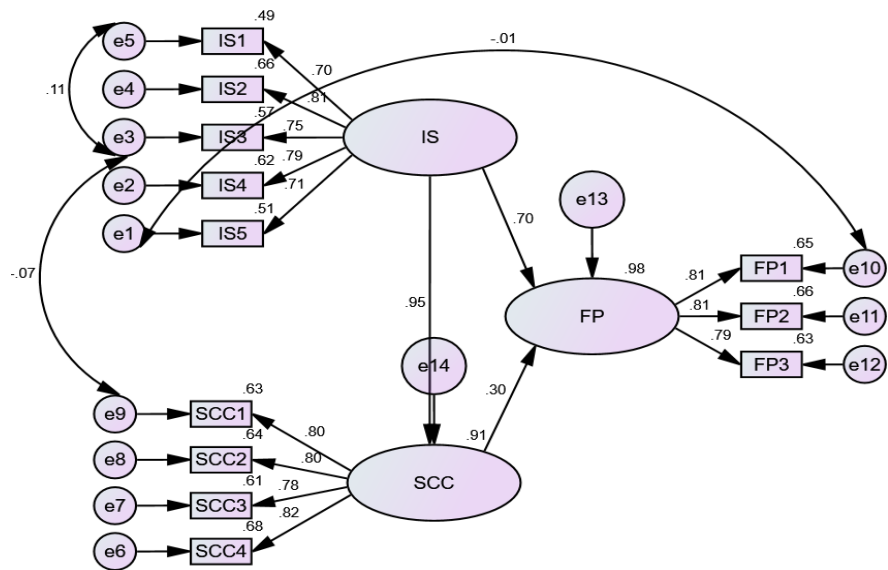 .49
-.01
e5 IS1
.70
.66
e4 IS2
.11
.81
.57
e3 IS3 .75 IS
.62 .79
e2 IS4
.71
.51
e1 IS5
e13
.70
-.07
.98
.65
.81 FP1 e10
.66
.95
FP .81 FP2 e11
.79 .63
FP3 e12
e14
.30
.63
e9 SCC1
.80 .91
.64
e8 SCC2 .80
.61 SCC
e7 SCC3 .78
.82
.68
e6 SCC4